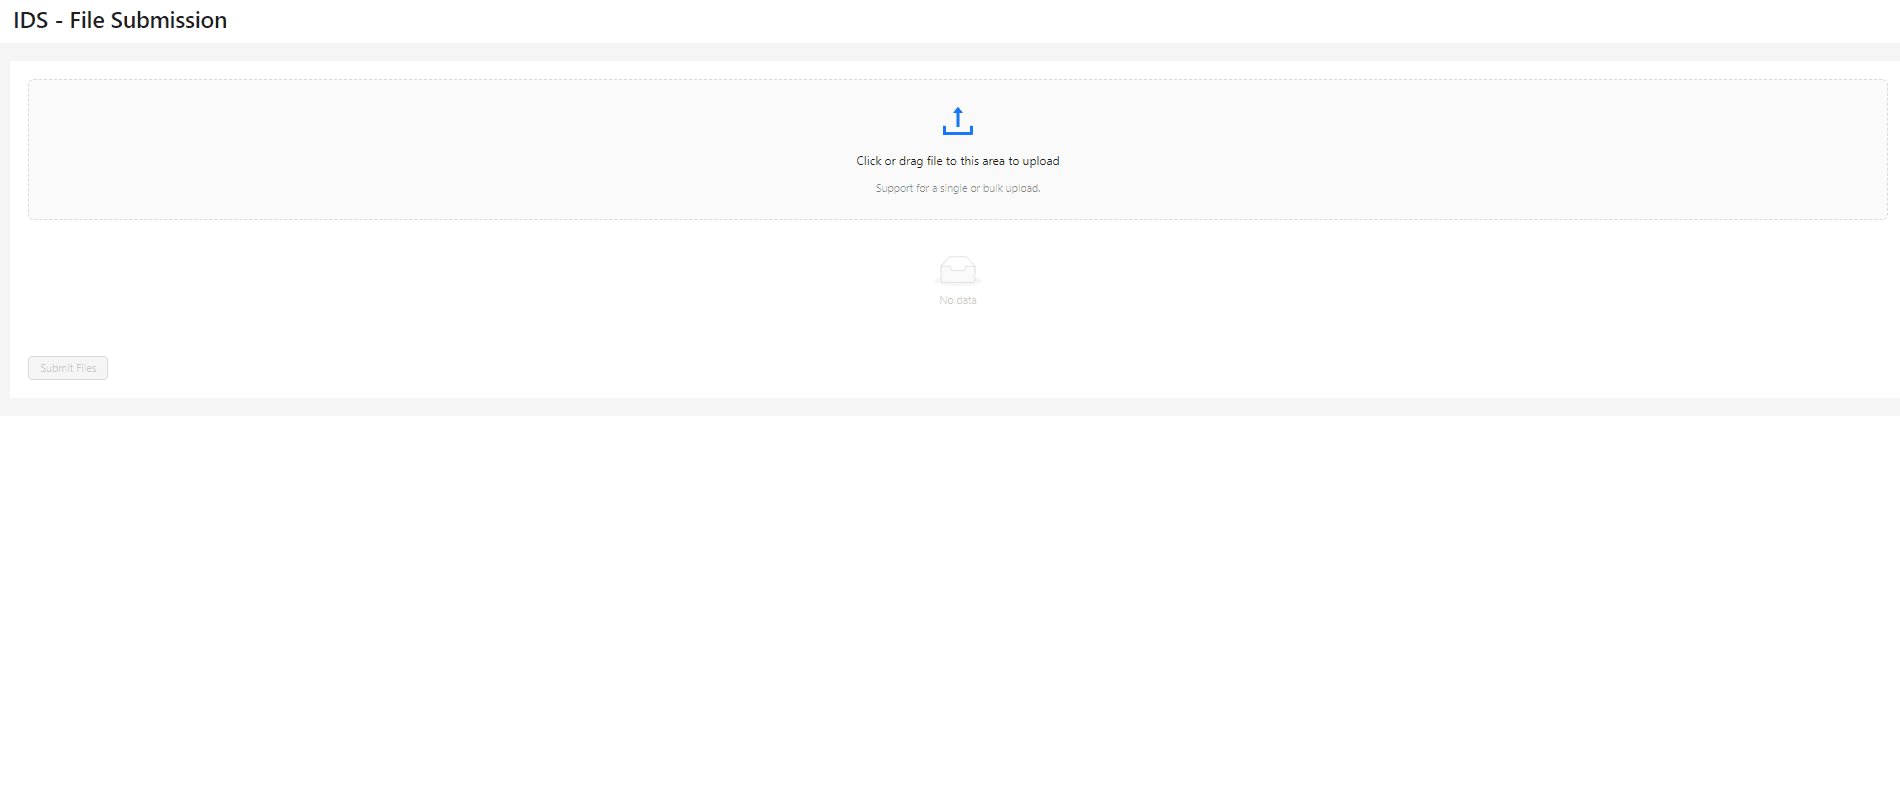 IDS - File Submission
Click or drag file to this area to upload
Support for a single or bulk upload.
No data
Submit Files